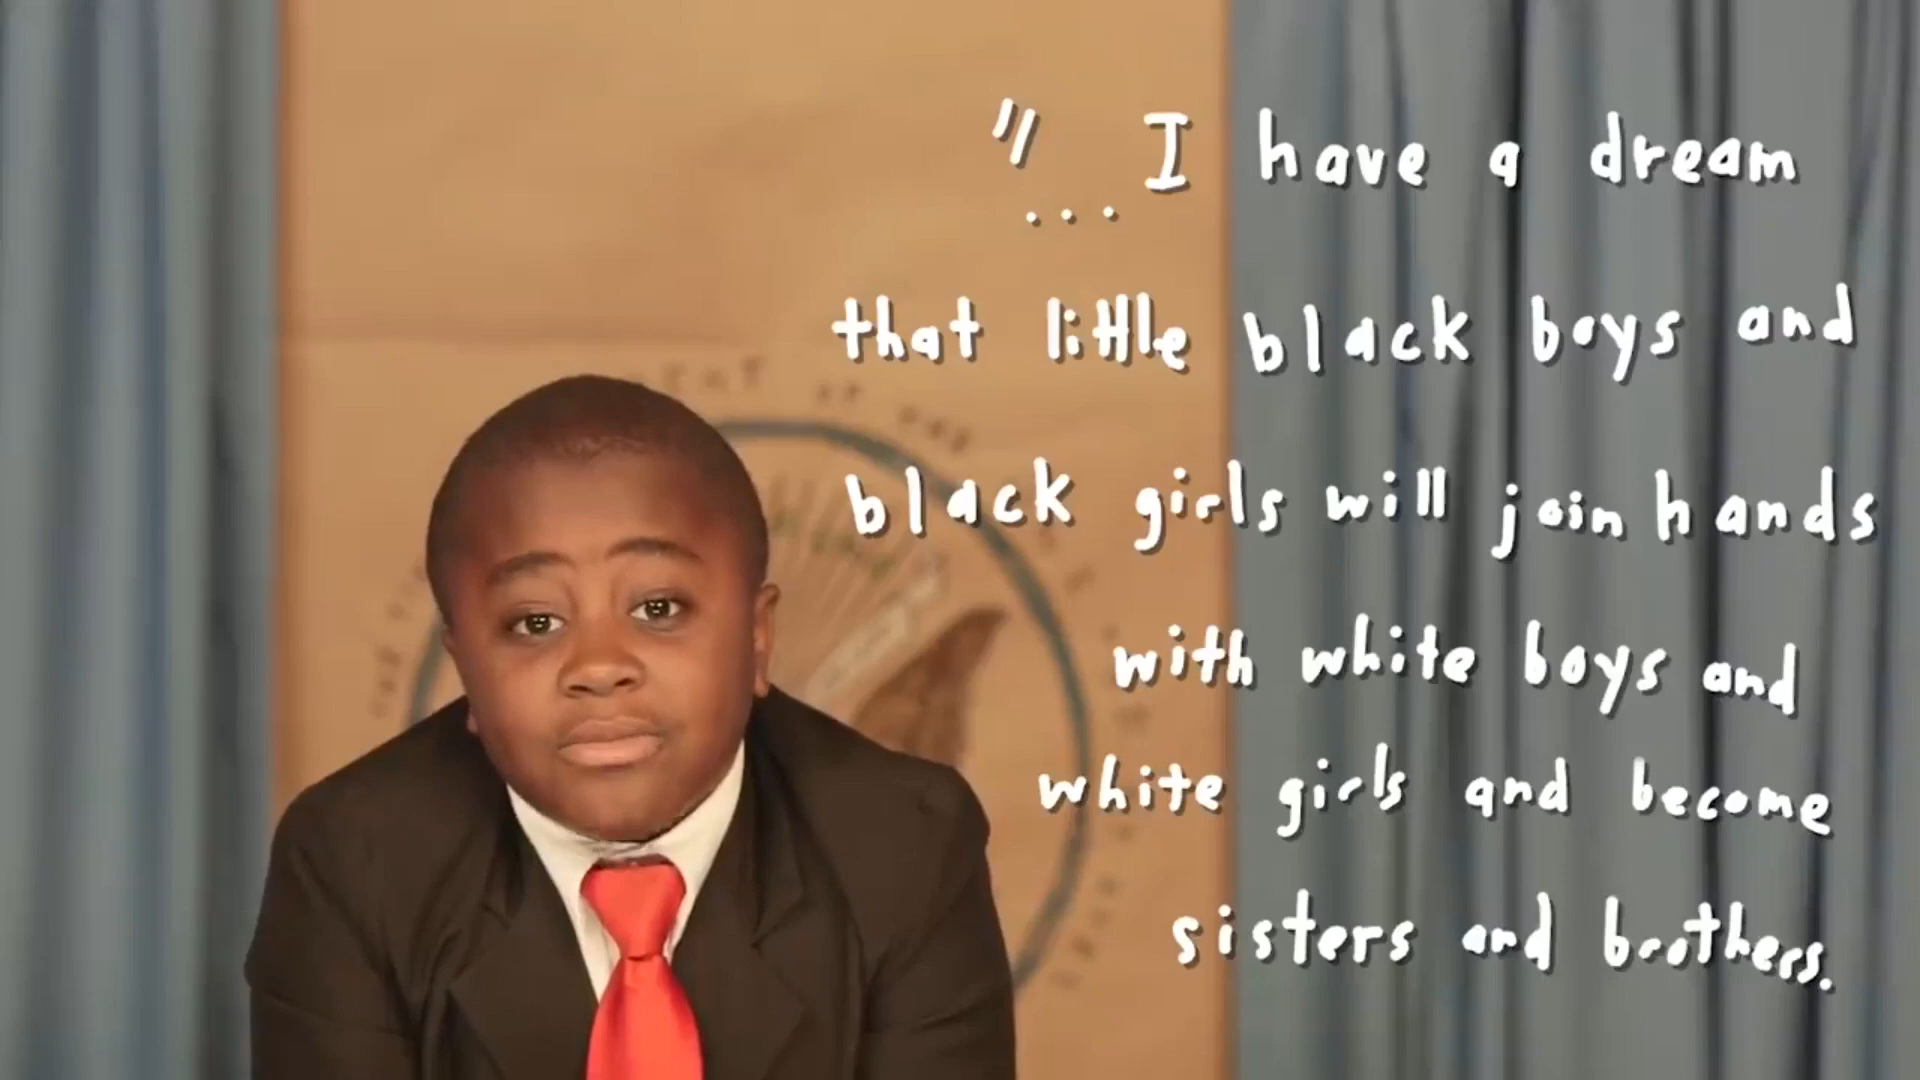 "... I have a dream
that little black boys and
black girls will join hands
with white boys and
white girls and become
sisters and brothers.